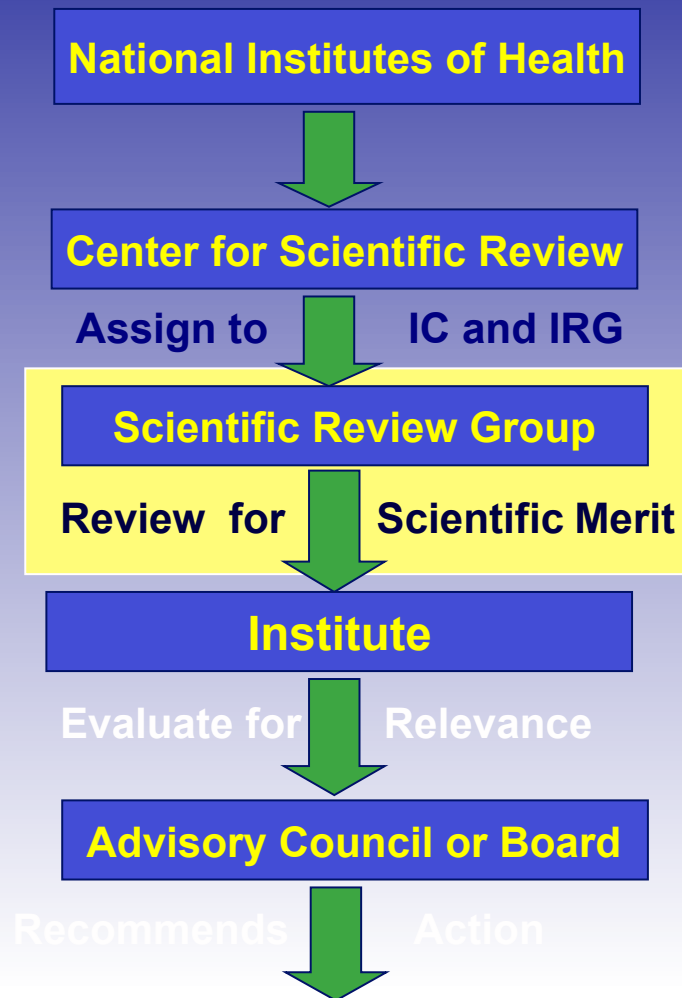 National Institutes of Health
Center for Scientific Review
Assign to IC and IRG
Scientific Review Group
Review for Scientific Merit
Institute
Evaluate for Relevance
Advisory Council or Board
Recommends Action